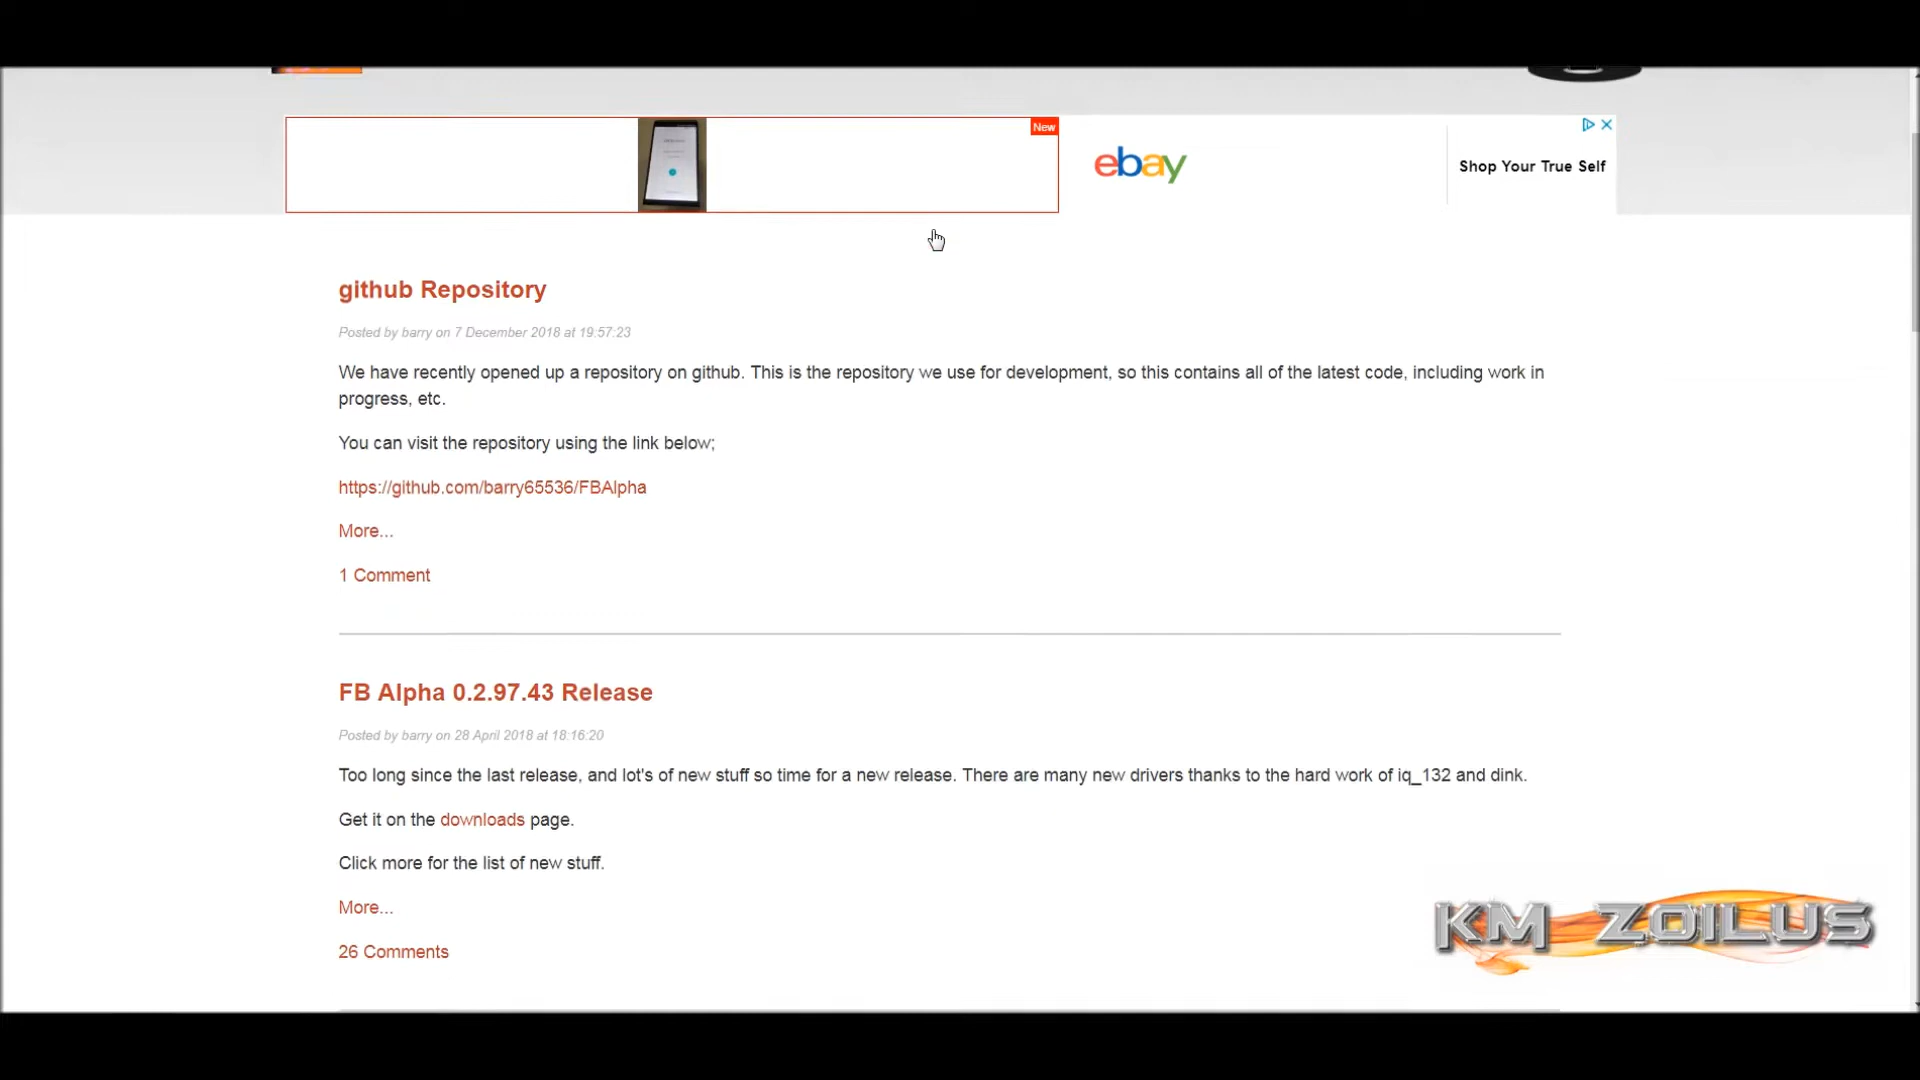 New
ebay
Shop Your True Self
github Repository
Posted by barry on 7 December 2018 at 19:57:23
We have recently opened up a repository on github. This is the repository we use for development, so this contains all of the latest code, including work in
progress, etc.
You can visit the repository using the link below;
https://github.com/barry65536/FBAlpha
More...
1 Comment
FB Alpha 0.2.97.43 Release
Posted by barry on 28 April 2018 at 18:16:20
Too long since the last release, and lot's of new stuff so time for a new release. There are many new drivers thanks to the hard work of iq_132 and dink.
Get it on the downloads page.
Click more for the list of new stuff.
More...
26 Comments
KM ZOILUS